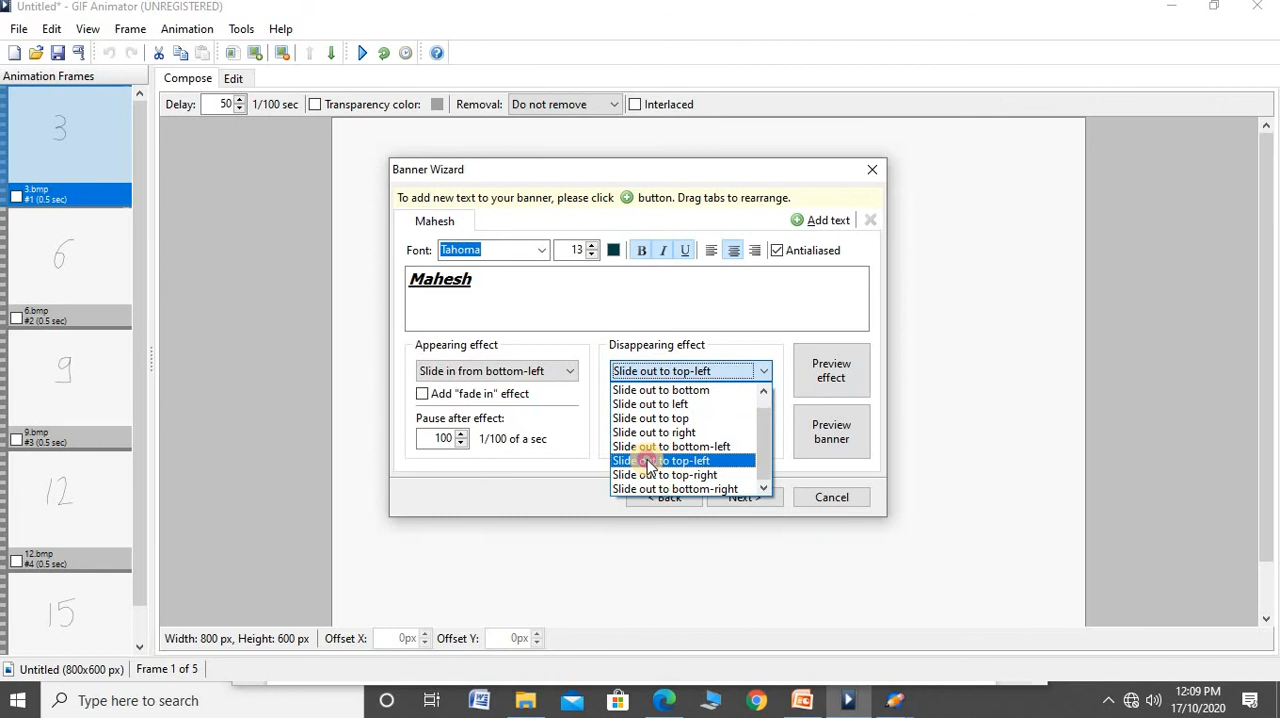 Untitled* - GIF Animator (UNREGISTERED)
File Edit View Frame Animation Tools Help
Animation Frames
Compose Edit
Delay: 50 1/100 sec Transparency color: Removal: Do not remove Interlaced
3
3.bmp
#1 (0.5 sec)
6
6.bmp
#2 (0.5 sec)
9
9.bmp
#3 (0.5 sec)
12
12.bmp
#4 (0.5 sec)
15
Banner Wizard
To add new text to your banner, please click button. Drag tabs to rearrange.
Mahesh Add text
Font: Tahoma 13 B I U Antialiased
Mahesh
Appearing effect
Slide in from bottom-left
Add "fade in" effect
Pause after effect:
100 1/100 of a sec
Disappearing effect
Slide out to top-left
Slide out to bottom
Slide out to left
Slide out to top
Slide out to right
Slide out to bottom-left
Slide out to top-left
Slide out to top-right
Slide out to bottom-right
Preview
effect
Preview
banner
< Back Next > Cancel
Width: 800 px, Height: 600 px Offset X: 0px Offset Y: 0px
Untitled (800x600 px) Frame 1 of 5
Type here to search
12:09 PM
17/10/2020